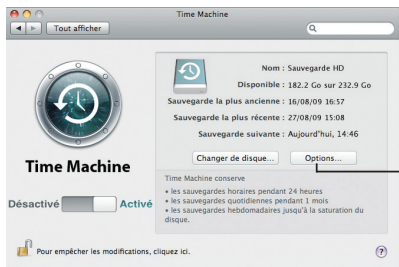 Time Machine
Tout afficher
Nom : Sauvegarde HD
Disponible : 182.2 Go sur 232.9 Go
Sauvegarde la plus ancienne : 16/08/09 16:57
Sauvegarde la plus récente : 27/08/09 15:08
Sauvegarde suivante : Aujourd'hui, 14:46
Changer de disque...
Options...
Time Machine
Désactivé
Activé
Time Machine conserve
• les sauvegardes horaires pendant 24 heures
• les sauvegardes quotidiennes pendant 1 mois
• les sauvegardes hebdomadaires jusqu'à la saturation du
disque.
Pour empêcher les modifications, cliquez ici.
?